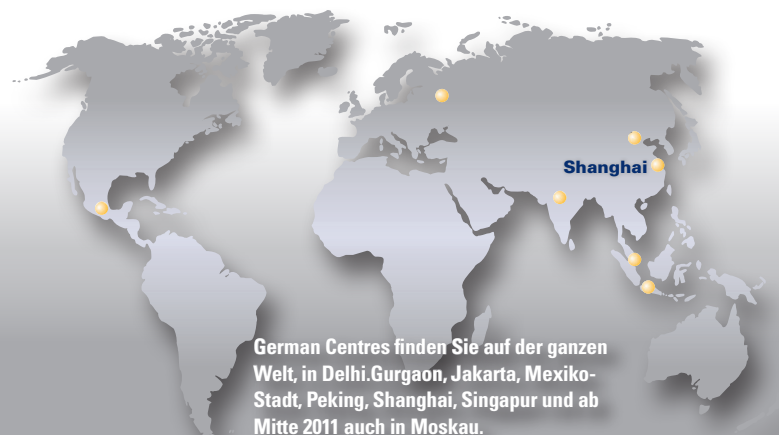 Shanghai
German Centres finden Sie auf der ganzen
Welt, in Delhi.Gurgaon, Jakarta, Mexiko-
Stadt, Peking, Shanghai, Singapur und ab
Mitte 2011 auch in Moskau.